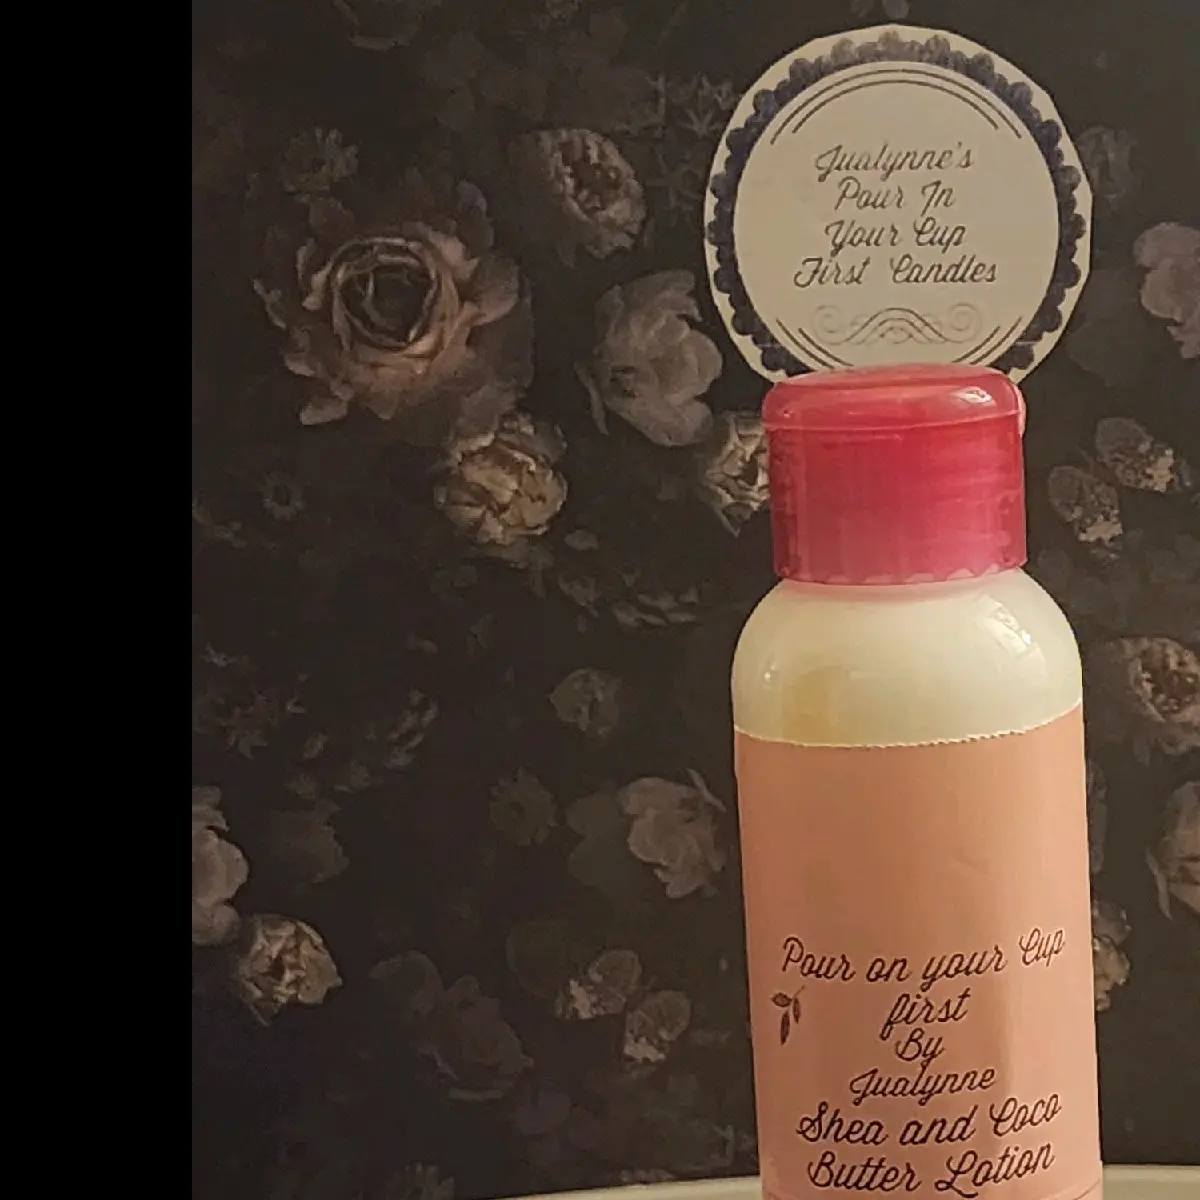 Jualynne's
Pour In
Your Cup
First Candles
Pour on your Cup
first
By
Jualynne
Shea and Coco
Butter Lotion